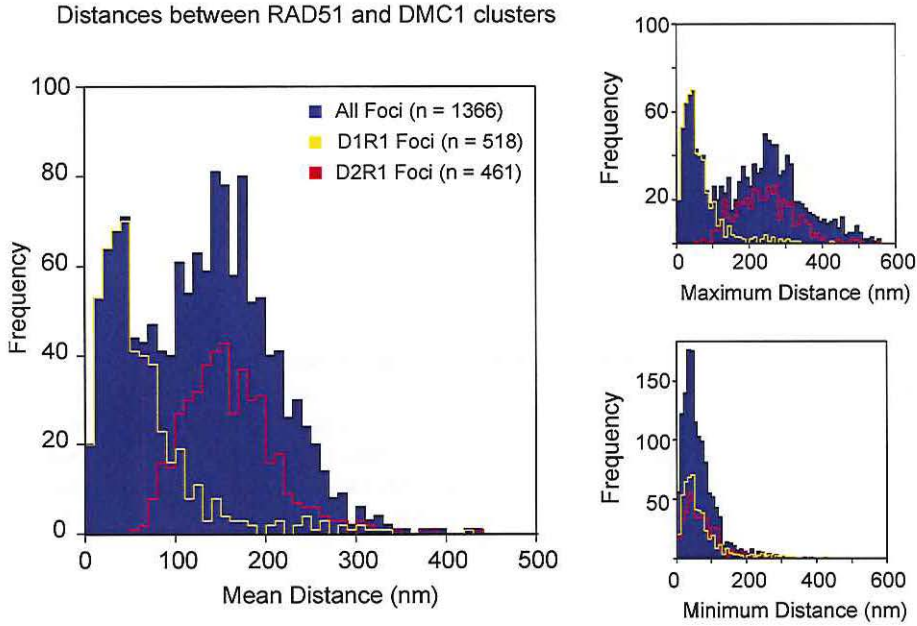 Distances between RAD51 and DMC1 clusters
100
80
60
40
20
0
Frequency
All Foci (n = 1366)
D1R1 Foci (n = 518)
D2R1 Foci (n = 461)
0 100 200 300 400 500
Mean Distance (nm)
100
60
20
Frequency
0 200 400 600
Maximum Distance (nm)
150
100
50
Frequency
0 200 400 600
Minimum Distance (nm)